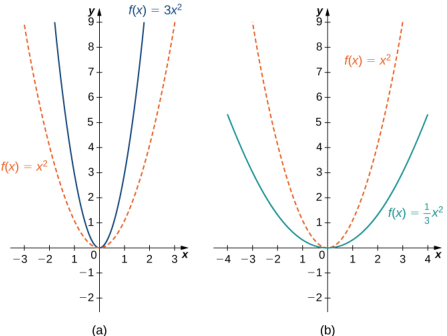 f(x) = 3x²
y
9
8
7
6
5
4
3
2
1
−1
−2
f(x) = x²
−3 −2 −1 0 1 2 3 x
(a)
y
9
8
7
6
5
4
3
2
1
−1
−2
f(x) = x²
f(x) = 1/3 x²
−4 −3 −2 −1 0 1 2 3 4 x
(b)